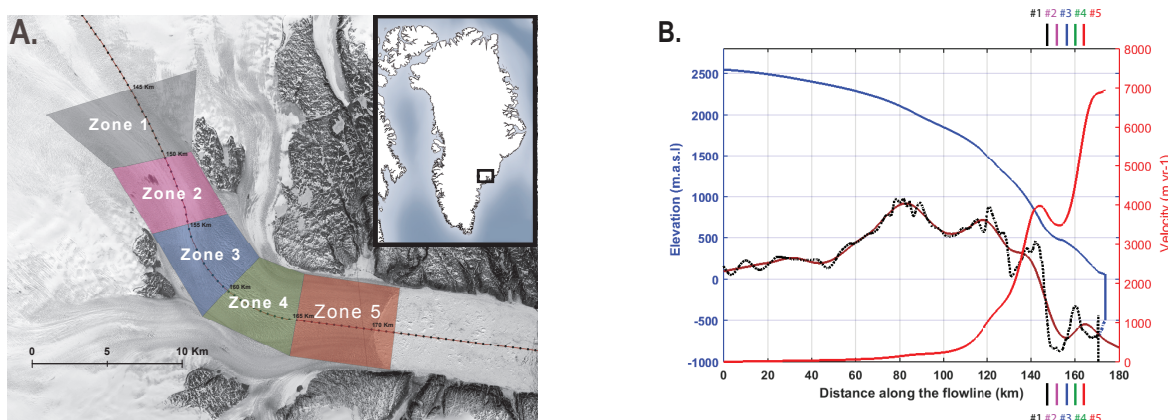 A.
145 Km
Zone 1
150 Km
Zone 2
155 Km
Zone 3
160 Km
Zone 4
165 Km
Zone 5
170 Km
0 5 10 Km
B.
#1 #2 #3 #4 #5
Elevation (m.a.s.l)
2500
2000
1500
1000
500
0
-500
-1000
8000
7000
6000
5000
4000
3000
2000
1000
0
Velocity (m yr-1)
0 20 40 60 80 100 120 140 160 180
Distance along the flowline (km)
#1 #2 #3 #4 #5